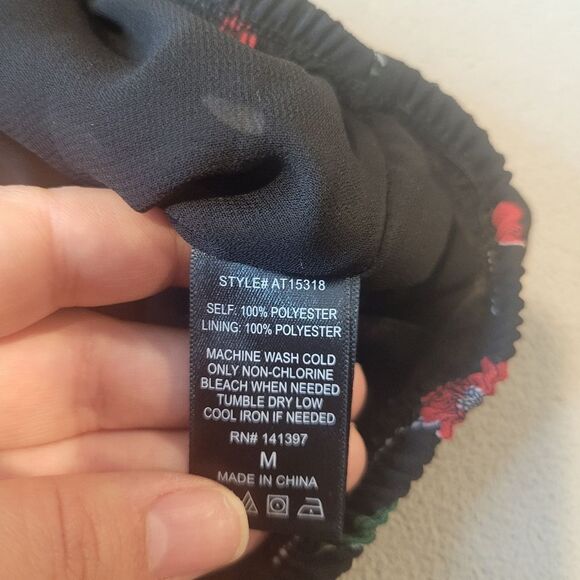 STYLE# AT15318
SELF: 100% POLYESTER
LINING: 100% POLYESTER
MACHINE WASH COLD
ONLY NON-CHLORINE
BLEACH WHEN NEEDED
TUMBLE DRY LOW
COOL IRON IF NEEDED
RN# 141397
M
MADE IN CHINA